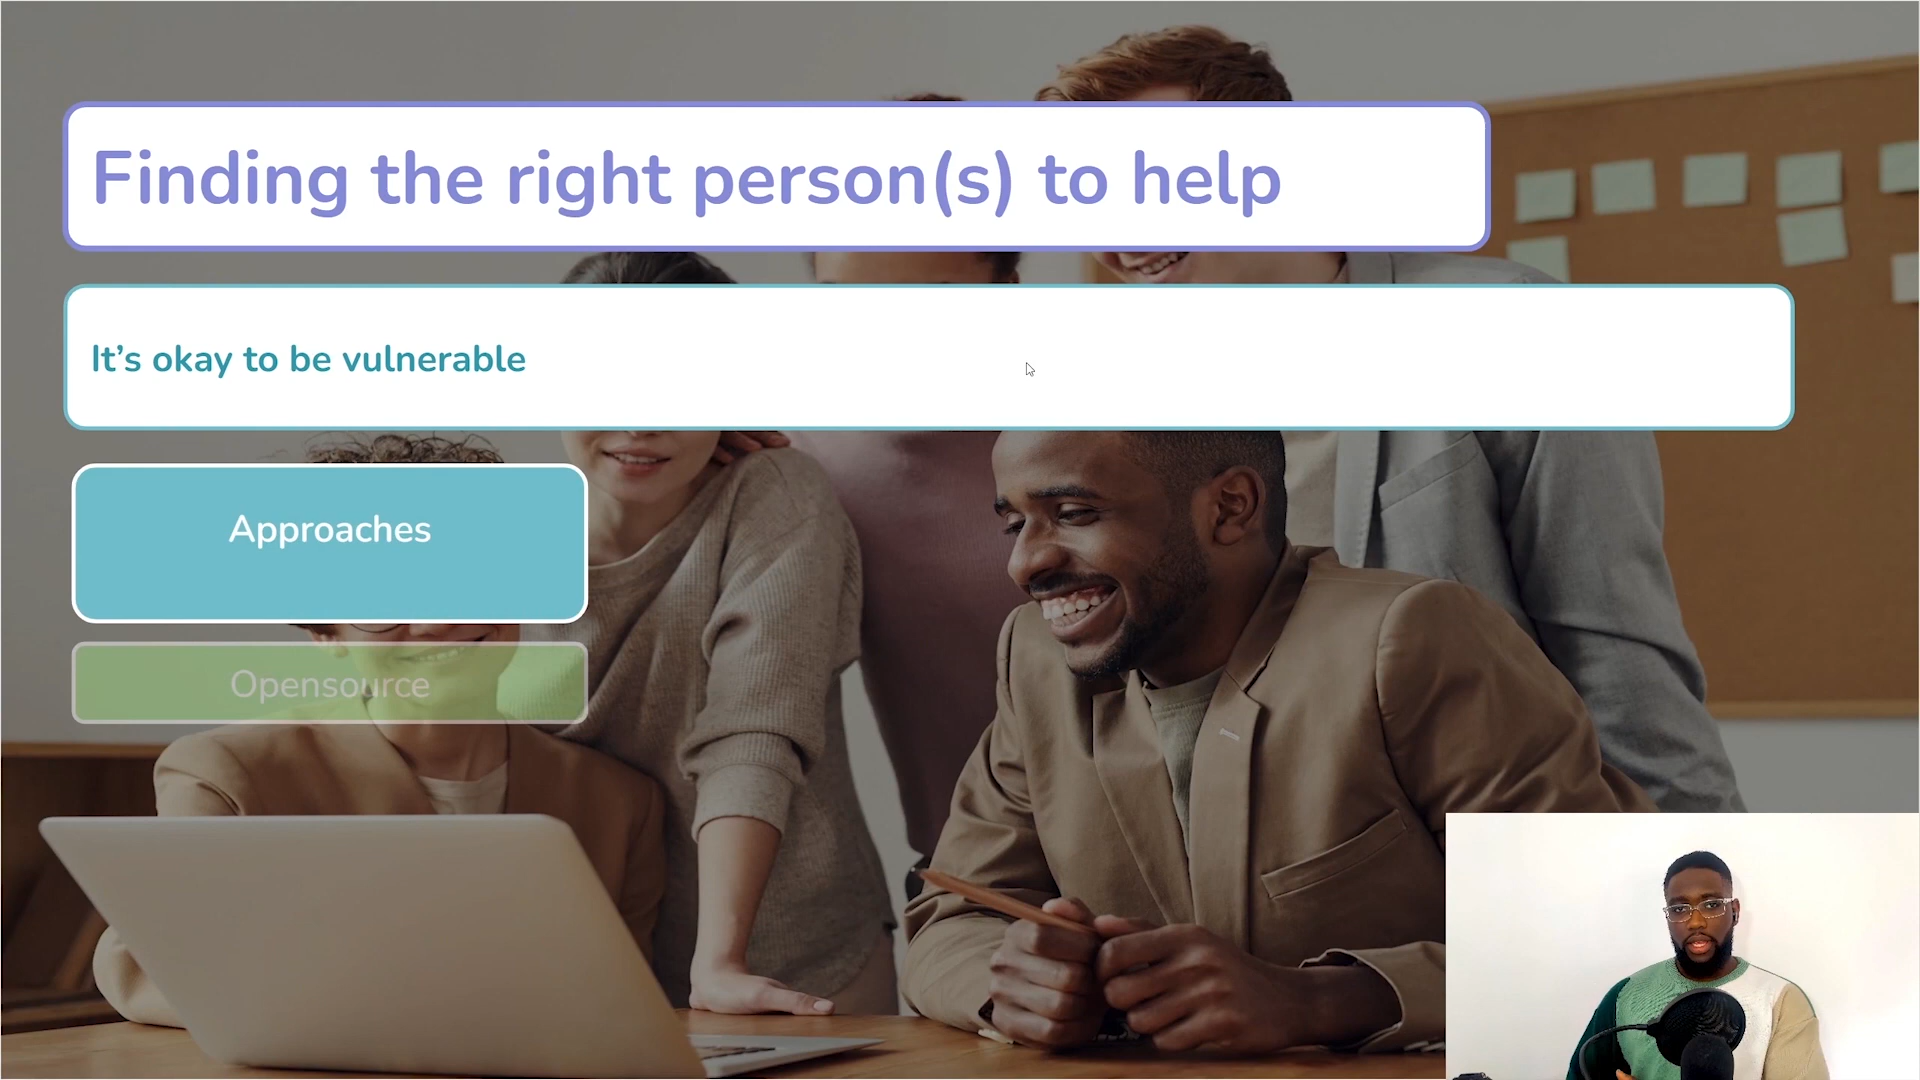 Finding the right person(s) to help
It’s okay to be vulnerable
Approaches
Opensource